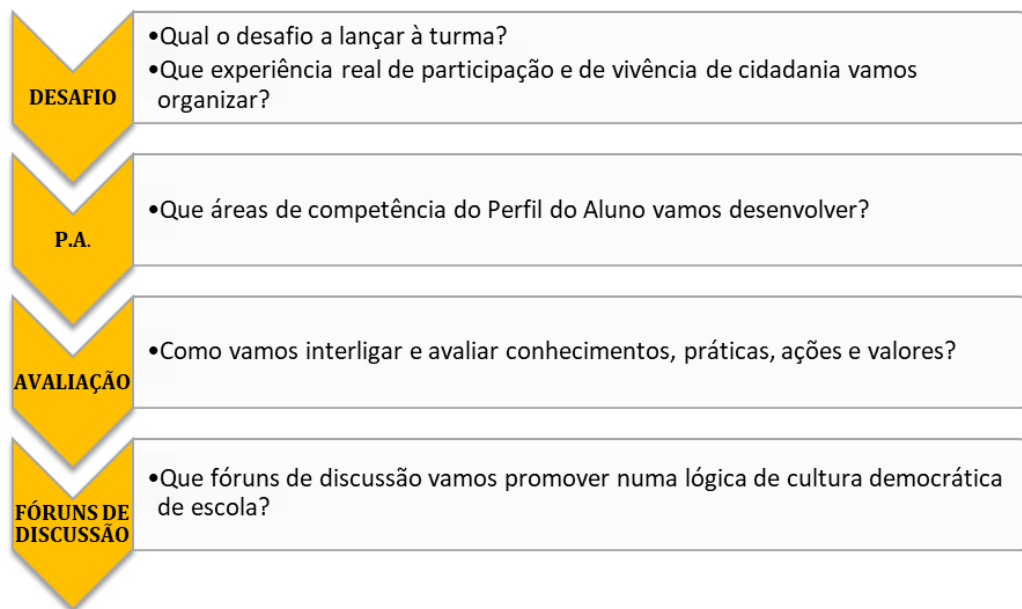 DESAFIO
•Qual o desafio a lançar à turma?
•Que experiência real de participação e de vivência de cidadania vamos
organizar?
P.A.
•Que áreas de competência do Perfil do Aluno vamos desenvolver?
AVALIAÇÃO
•Como vamos interligar e avaliar conhecimentos, práticas, ações e valores?
FÓRUNS DE
DISCUSSÃO
•Que fóruns de discussão vamos promover numa lógica de cultura democrática
de escola?